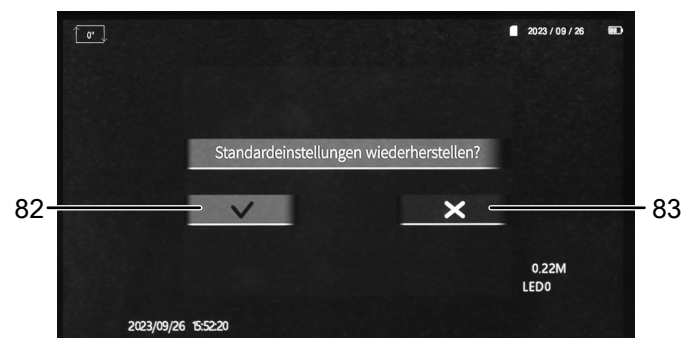 0°
2023 / 09 / 26
Standardeinstellungen wiederherstellen?
82
83
0.22M
LED0
2023/09/26 15:52:20